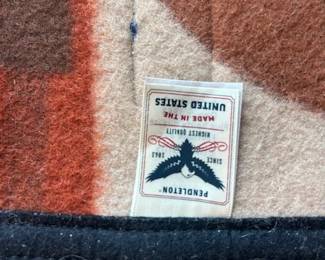 PENDLETON®
SINCE 1863
HIGHEST QUALITY
MADE IN THE
UNITED STATES